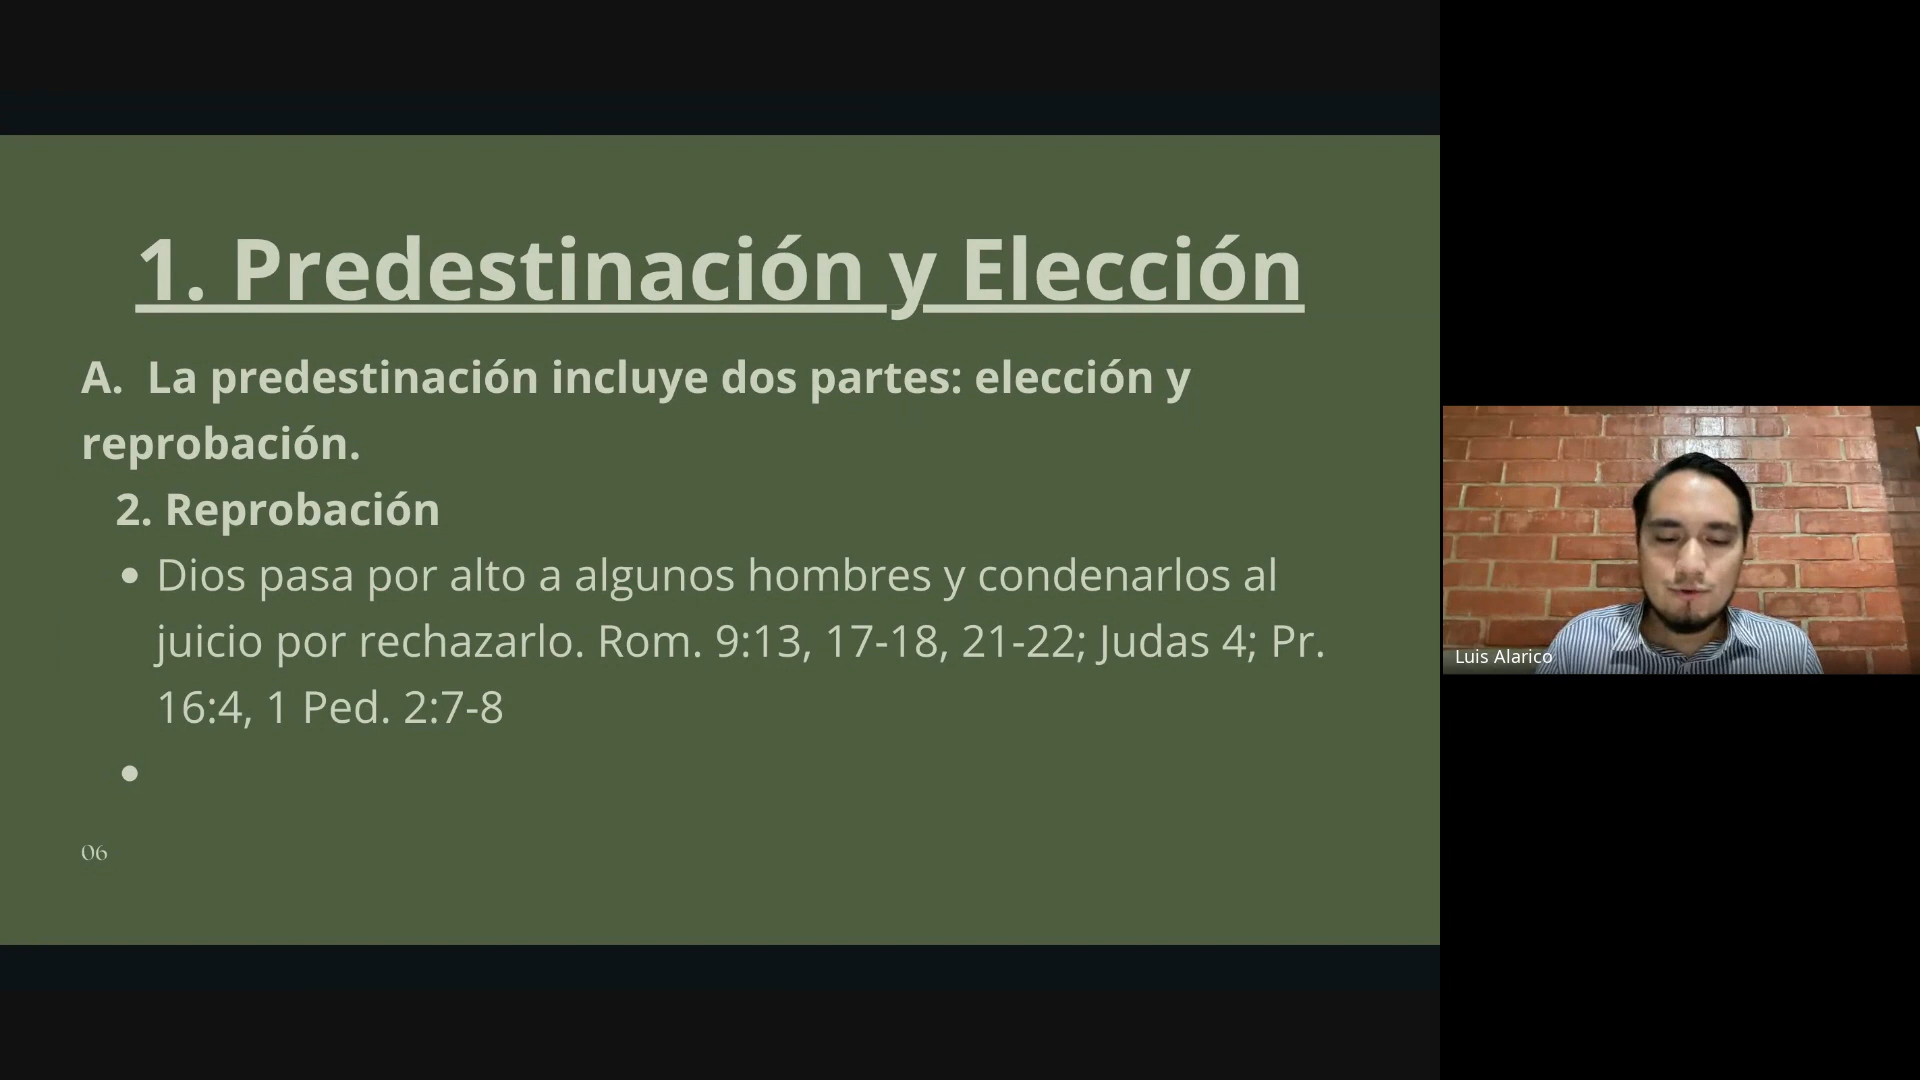 1. Predestinación y Elección
A. La predestinación incluye dos partes: elección y
reprobación.
2. Reprobación
• Dios pasa por alto a algunos hombres y condenarlos al
juicio por rechazarlo. Rom. 9:13, 17-18, 21-22; Judas 4; Pr.
16:4, 1 Ped. 2:7-8
•
06
Luis Alarico